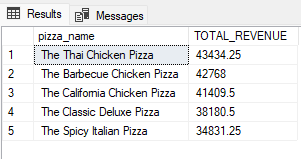 Results Messages
pizza_name TOTAL_REVENUE
1 The Thai Chicken Pizza 43434.25
2 The Barbecue Chicken Pizza 42768
3 The California Chicken Pizza 41409.5
4 The Classic Deluxe Pizza 38180.5
5 The Spicy Italian Pizza 34831.25